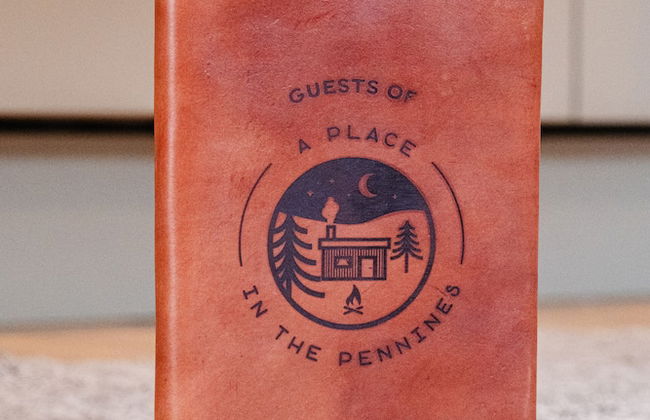 GUESTS OF
A PLACE
IN THE PENNINES